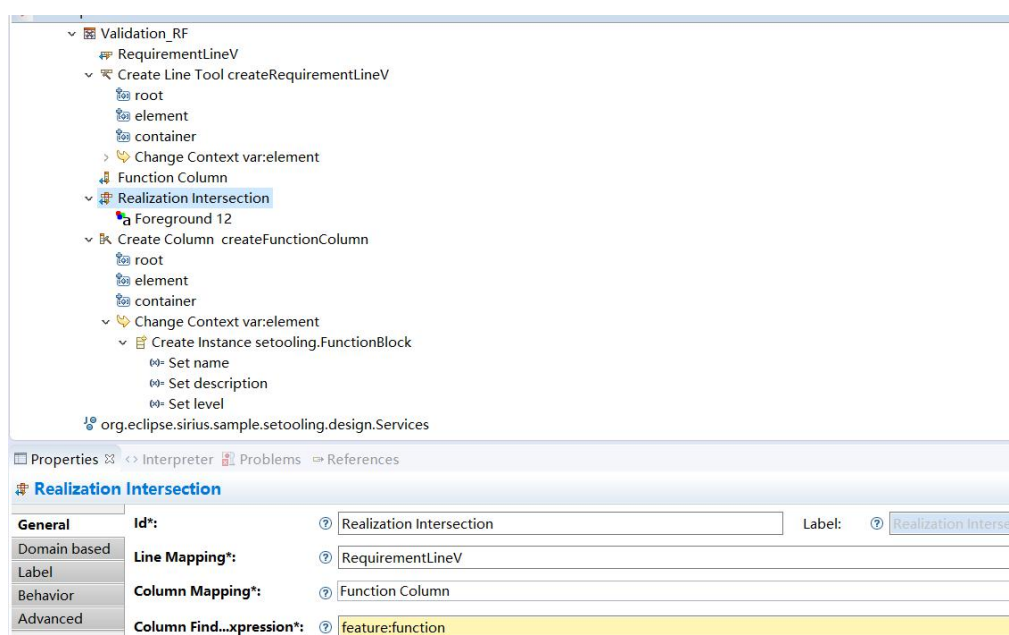 Validation_RF
RequirementLineV
Create Line Tool createRequirementLineV
root
element
container
Change Context var:element
Function Column
Realization Intersection
Foreground 12
Create Column  createFunctionColumn
root
element
container
Change Context var:element
Create Instance setooling.FunctionBlock
Set name
Set description
Set level
org.eclipse.sirius.sample.setooling.design.Services
Properties Interpreter Problems References
Realization Intersection
General Id*: Realization Intersection Label: Realization Interse
Domain based
Line Mapping*: RequirementLineV
Label
Behavior Column Mapping*: Function Column
Advanced
Column Find...xpression*: feature:function